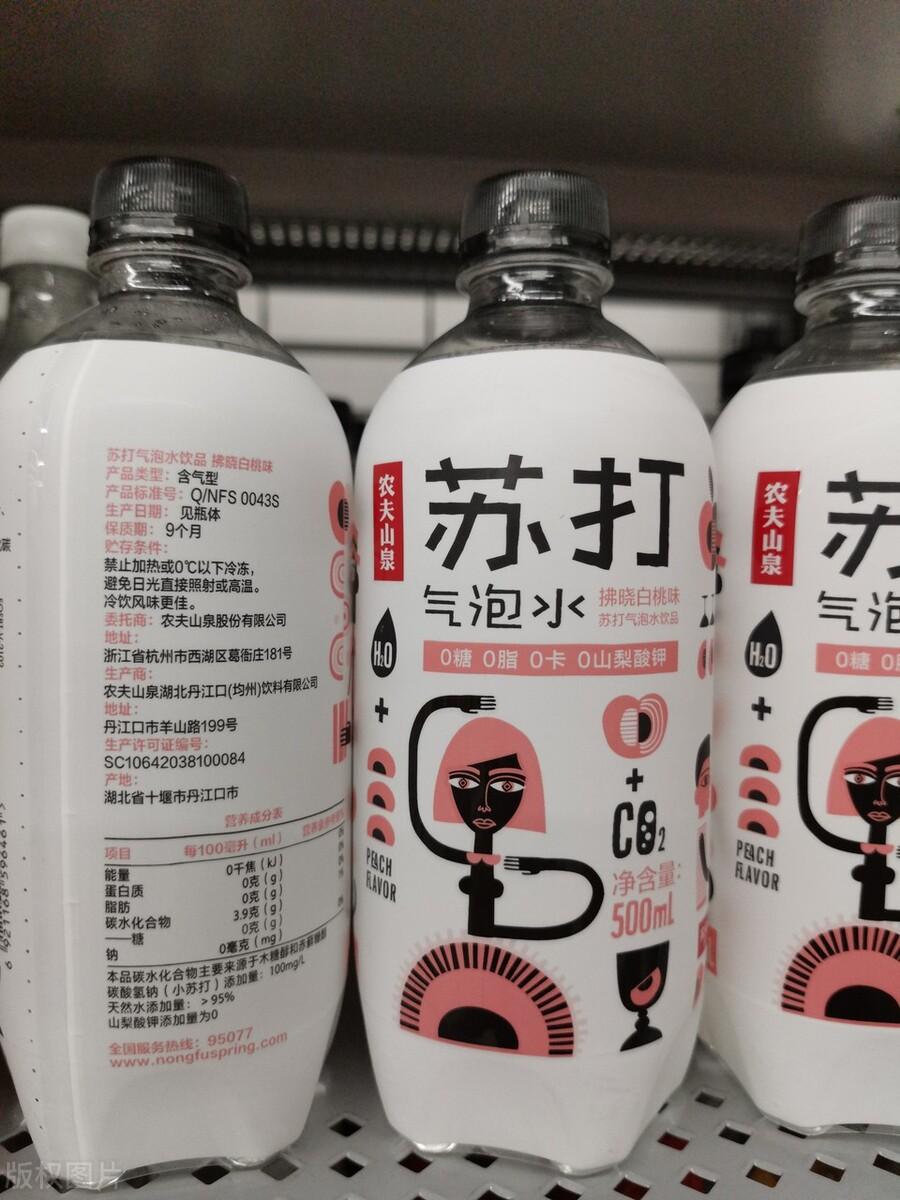 苏打气泡水饮品 拂晓白桃味
产品类型：含气型
产品标准号：Q/NFS 0043S
生产日期：见瓶体
保质期：9个月
贮存条件：
禁止加热或0℃以下冷冻，
避免日光直接照射或高温。
冷饮风味更佳。
委托商：农夫山泉股份有限公司
地址：
浙江省杭州市西湖区葛衙庄181号
生产商：
农夫山泉湖北丹江口(均州)饮料有限公司
地址：
丹江口市羊山路199号
生产许可证编号：
SC10642038100084
产地：
湖北省十堰市丹江口市
营养成分表
项目 每100毫升（ml）
能量 0千焦（kJ）
蛋白质 0克（g）
脂肪 0克（g）
碳水化合物 3.9克（g）
——糖 0克（g）
钠 0毫克（mg）
本品碳水化合物主要来源于木糖醇和赤藓糖醇
碳酸氢钠（小苏打）添加量：100mg/L
天然水添加量：＞95%
山梨酸钾添加量为0
全国服务热线：95077
www.nongfuspring.com
农夫山泉
苏打
气泡水
拂晓白桃味
苏打气泡水饮品
0糖 0脂 0卡 0山梨酸钾
H2O
+
PEACH
FLAVOR
+
CO2
净含量：
500mL
农夫山泉
苏
气泡
0糖
H2O
+
PEACH
FLAVOR
版权图片